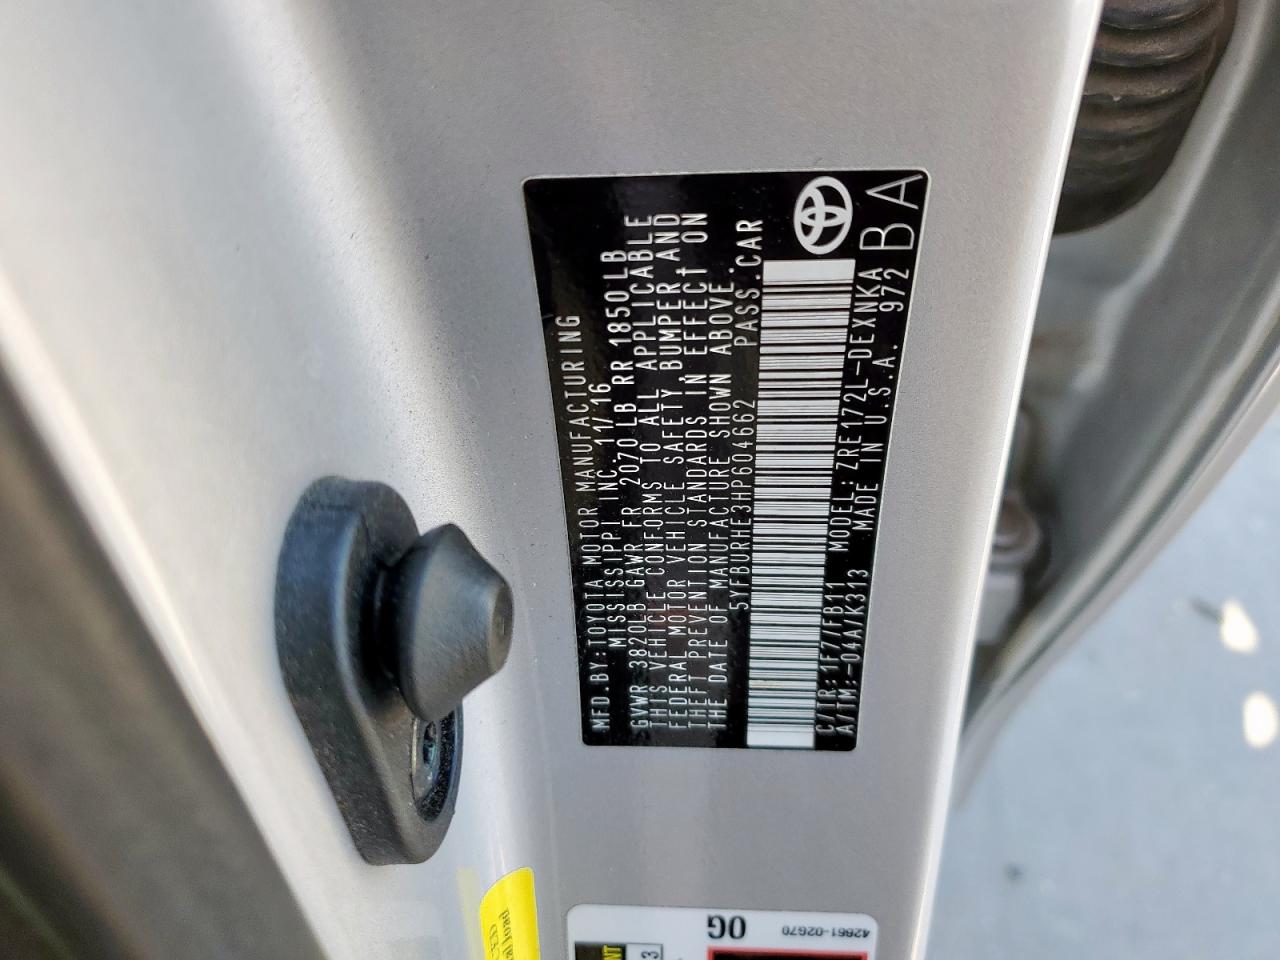 MFD.BY:TOYOTA MOTOR MANUFACTURING
MISSISSIPPI INC. 11/16
GVWR 3820LB GAWR FR 2070LB RR 1850LB
THIS VEHICLE CONFORMS TO ALL APPLICABLE
FEDERAL MOTOR VEHICLE SAFETY, BUMPER AND
THEFT PREVENTION STANDARDS IN EFFECT ON
THE DATE OF MANUFACTURE SHOWN ABOVE.
5YFBURHE3HP604662 PASS.CAR
C/TR:1F7/FB11 MODEL:ZRE172L-DEXNKA
A/TM:-04A/K313 MADE IN U.S.A. 972
BA
42661-02G70
0G
3